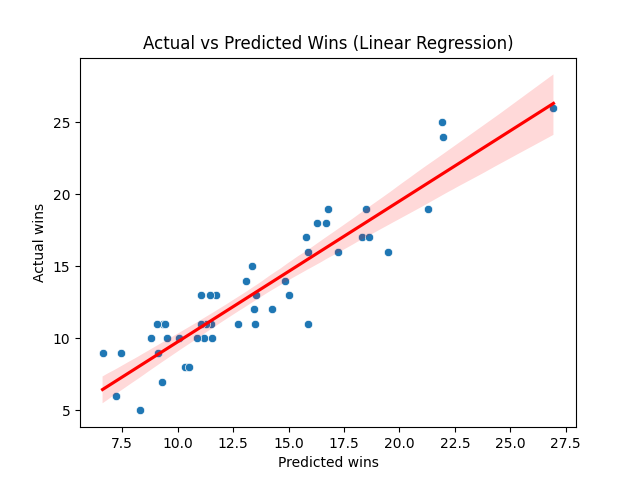 Actual vs Predicted Wins (Linear Regression)
Actual wins
25
20
15
10
5
7.5 10.0 12.5 15.0 17.5 20.0 22.5 25.0 27.5
Predicted wins